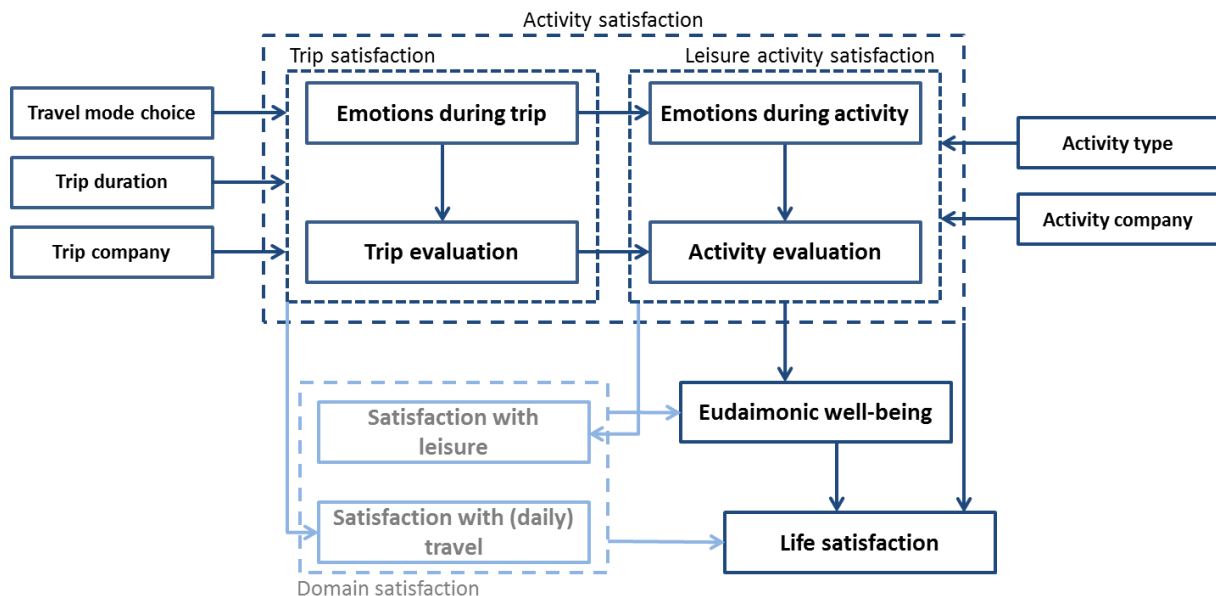 Activity satisfaction
Trip satisfaction
Leisure activity satisfaction
Travel mode choice
Emotions during trip
Emotions during activity
Activity type
Trip duration
Activity company
Trip company
Trip evaluation
Activity evaluation
Satisfaction with
leisure
Eudaimonic well-being
Satisfaction with (daily)
travel
Life satisfaction
Domain satisfaction